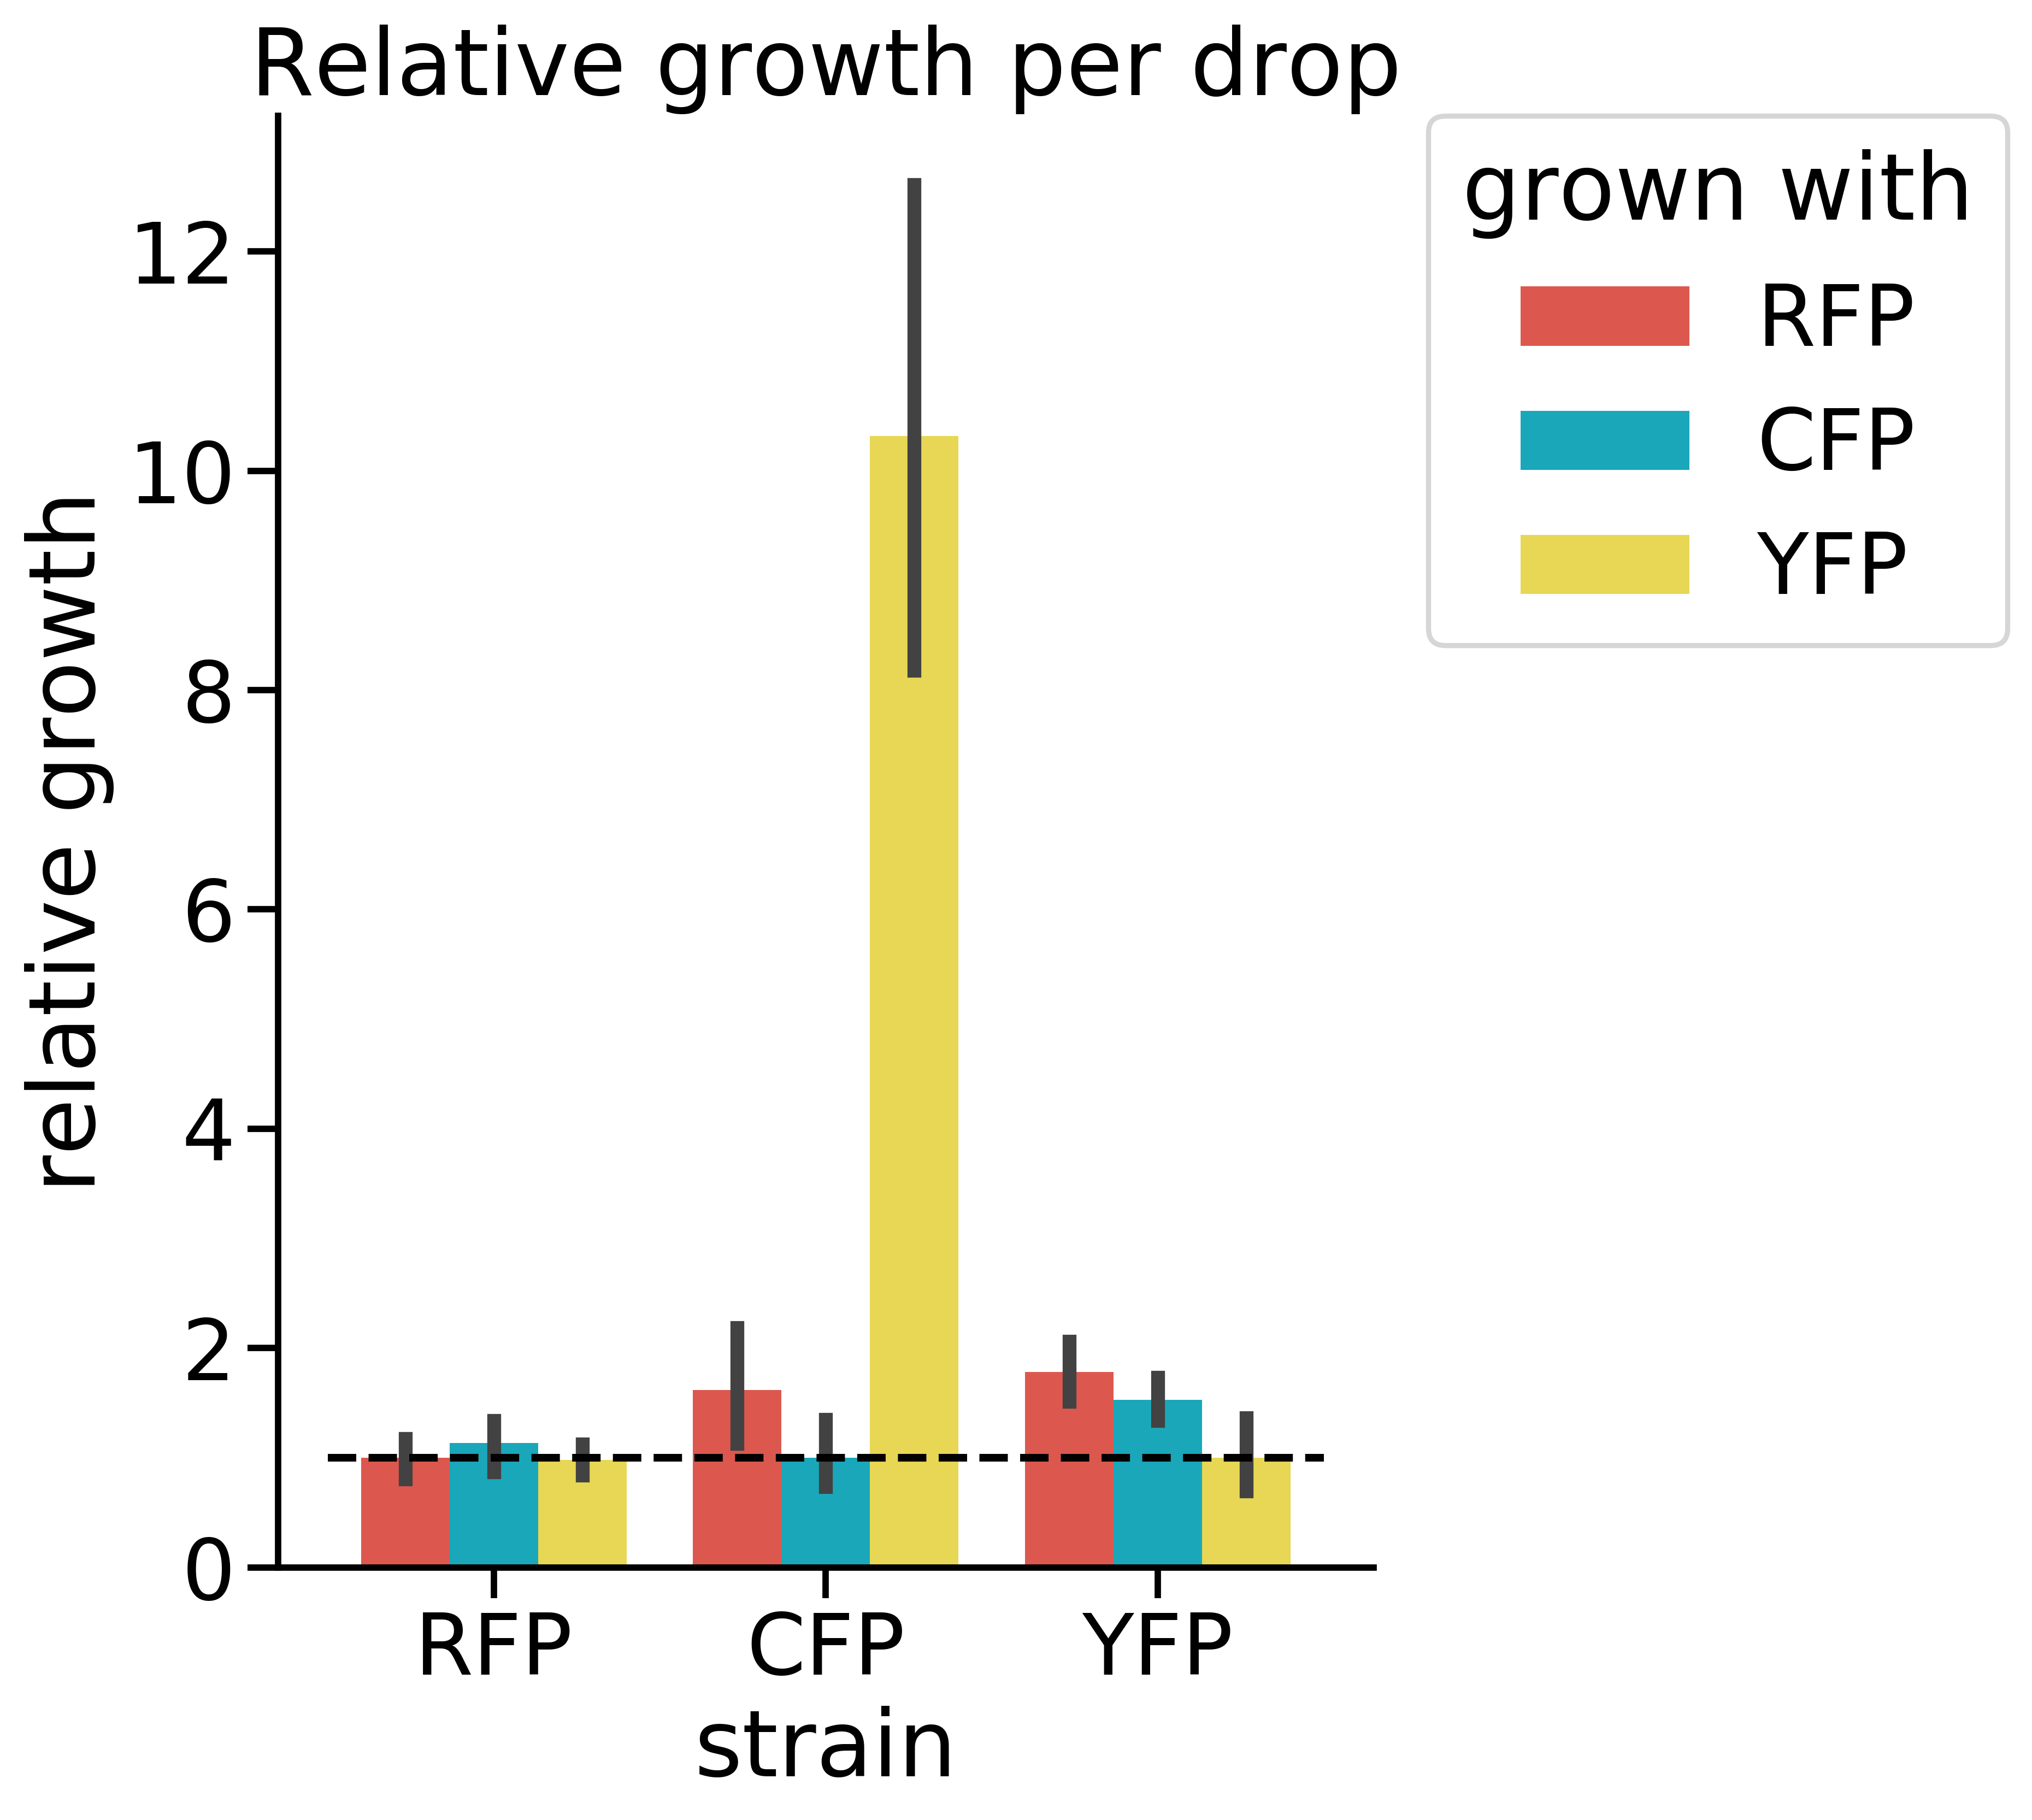 Relative growth per drop
grown with
RFP
CFP
YFP
relative growth
12
10
8
6
4
2
0
RFP CFP YFP
strain